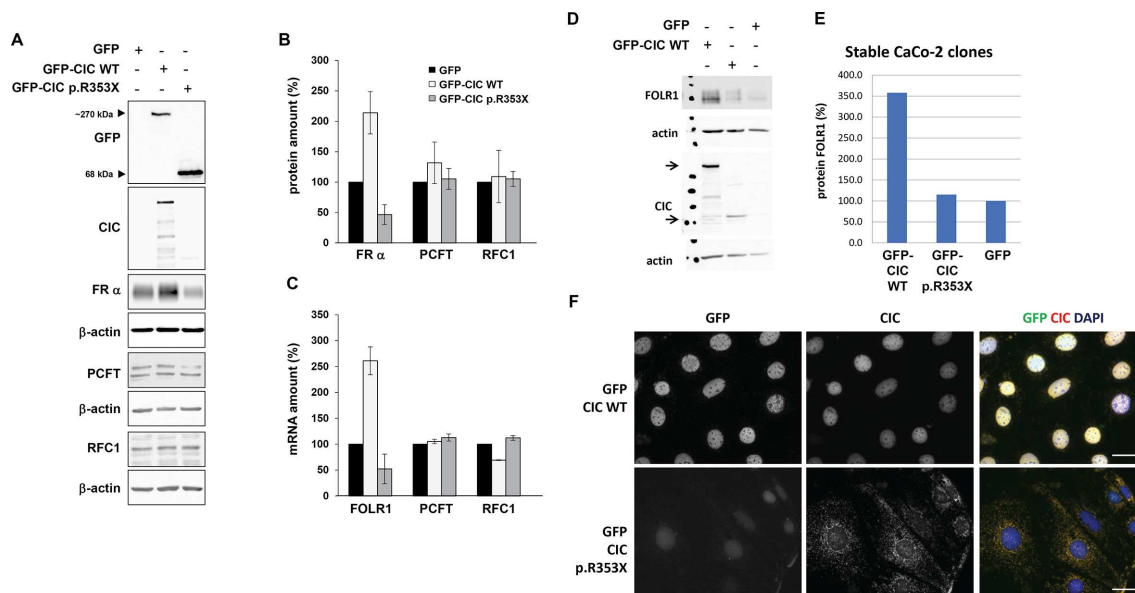 A
GFP + - -
GFP-CIC WT - + -
GFP-CIC p.R353X - - +
~270 kDa
GFP
68 kDa
CIC
FR α
β-actin
PCFT
β-actin
RFC1
β-actin
B
protein amount (%)
300
250
200
150
100
50
0
GFP
GFP-CIC WT
GFP-CIC p.R353X
FR α PCFT RFC1
C
mRNA amount (%)
350
300
250
200
150
100
50
0
FOLR1 PCFT RFC1
D
GFP - - +
GFP-CIC WT + - -
- + -
FOLR1
actin
CIC
actin
E
Stable CaCo-2 clones
protein FOLR1 (%)
400.0
350.0
300.0
250.0
200.0
150.0
100.0
50.0
0.0
GFP-CIC WT
GFP-CIC p.R353X
GFP
F
GFP CIC GFP CIC DAPI
GFP
CIC WT
GFP
CIC
p.R353X